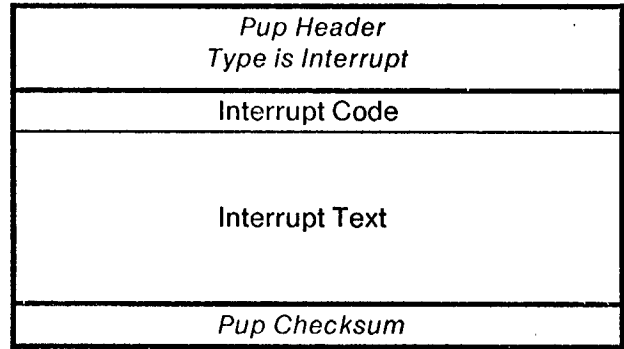 Pup Header
Type is Interrupt
Interrupt Code
Interrupt Text
Pup Checksum